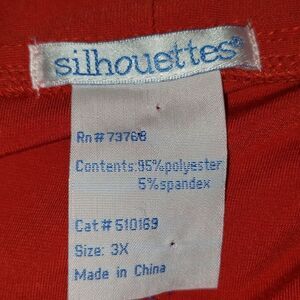 silhouettes®
Rn#73768
Contents:95%polyester
5%spandex
Cat#510169
Size: 3X
Made in China